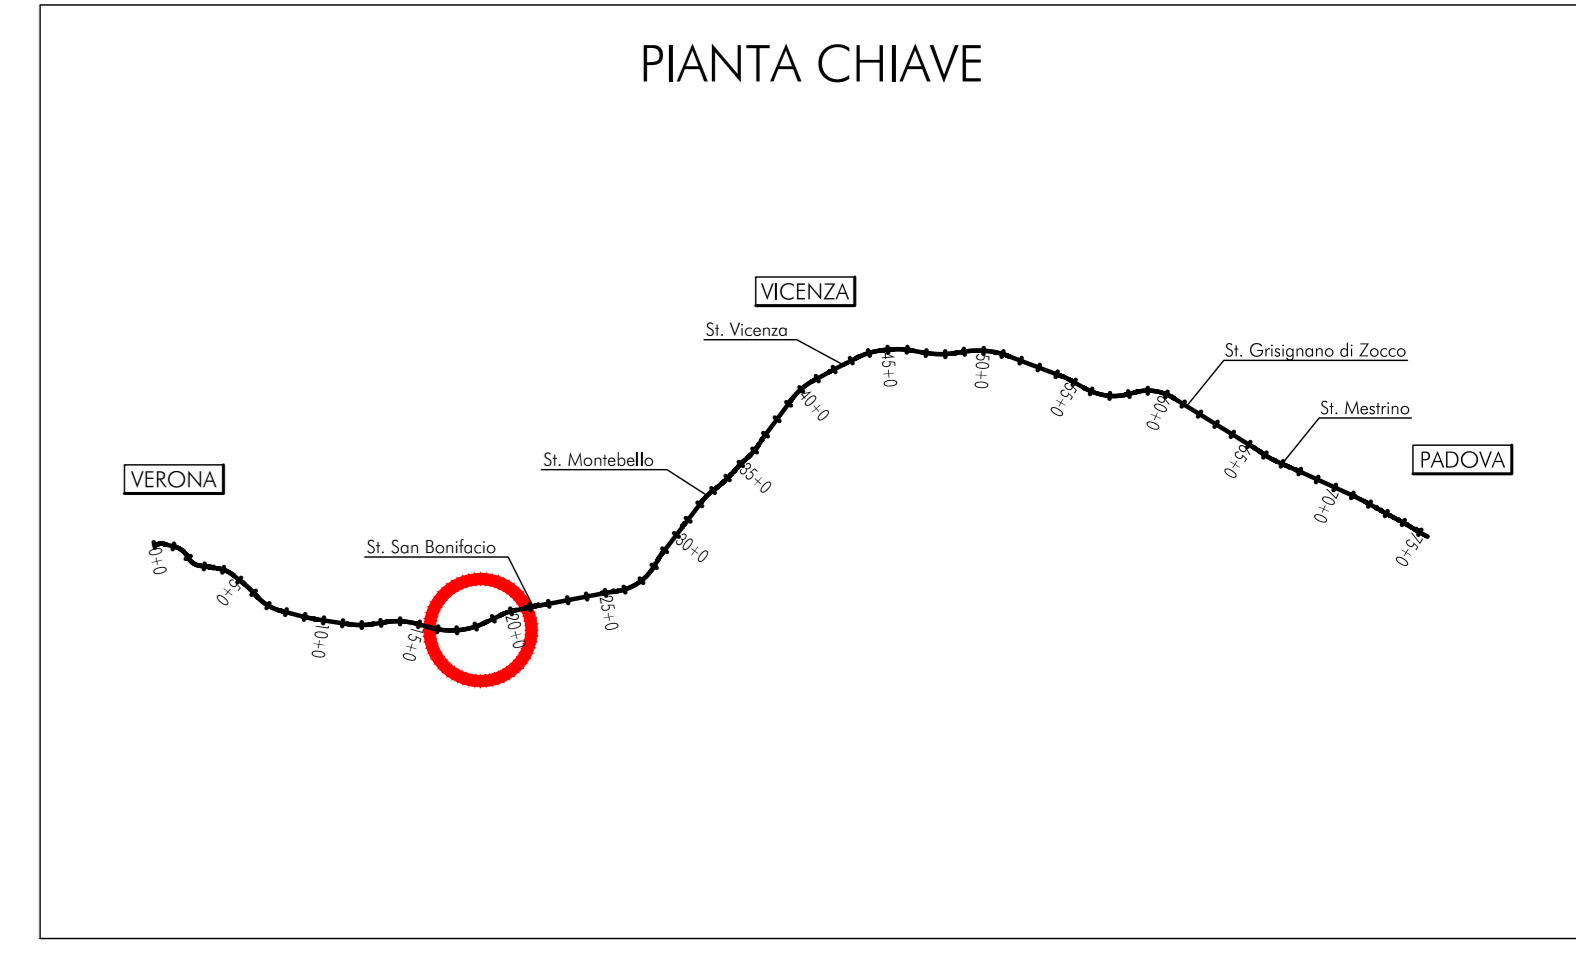 PIANTA CHIAVE
VICENZA
St. Vicenza
St. Grisignano di Zocco
St. Mestrino
PADOVA
St. Montebello
VERONA
St. San Bonifacio
0+0
5+0
10+0
15+0
20+0
25+0
30+0
35+0
40+0
45+0
50+0
55+0
60+0
65+0
70+0
75+0